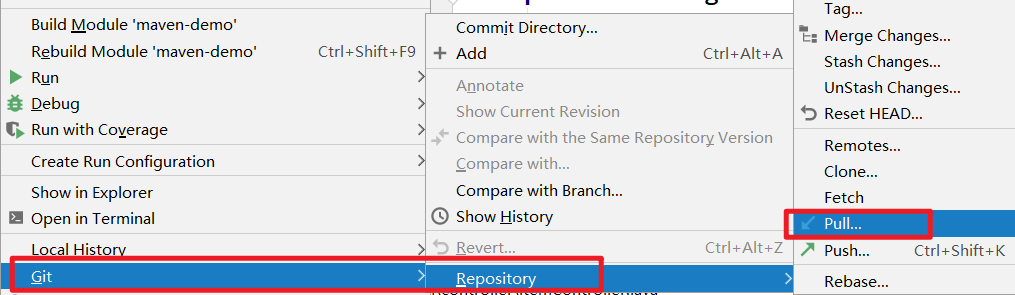 Build Module 'maven-demo'
Rebuild Module 'maven-demo' Ctrl+Shift+F9
Run
Debug
Run with Coverage
Create Run Configuration
Show in Explorer
Open in Terminal
Local History
Git
Commit Directory...
Add Ctrl+Alt+A
Annotate
Show Current Revision
Compare with the Same Repository Version
Compare with...
Compare with Branch...
Show History
Revert... Ctrl+Alt+Z
Repository
Tag...
Merge Changes...
Stash Changes...
UnStash Changes...
Reset HEAD...
Remotes...
Clone...
Fetch
Pull...
Push... Ctrl+Shift+K
Rebase...